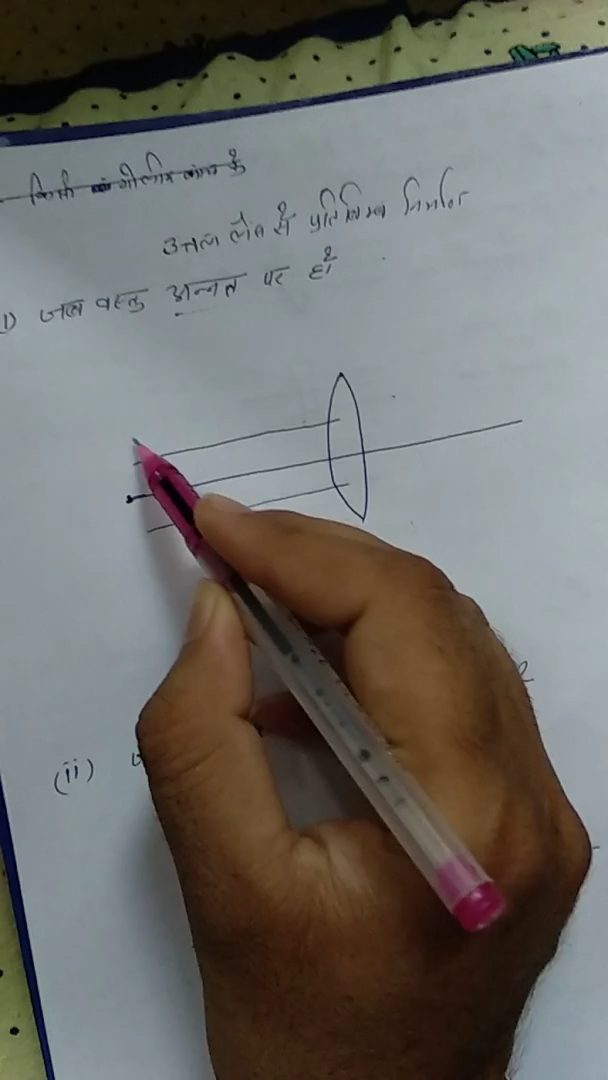 किसी गोलीय लेंस के
उत्तल लेंस से प्रतिबिम्ब निर्माण
1) जब वस्तु अनन्त पर हो
(ii)